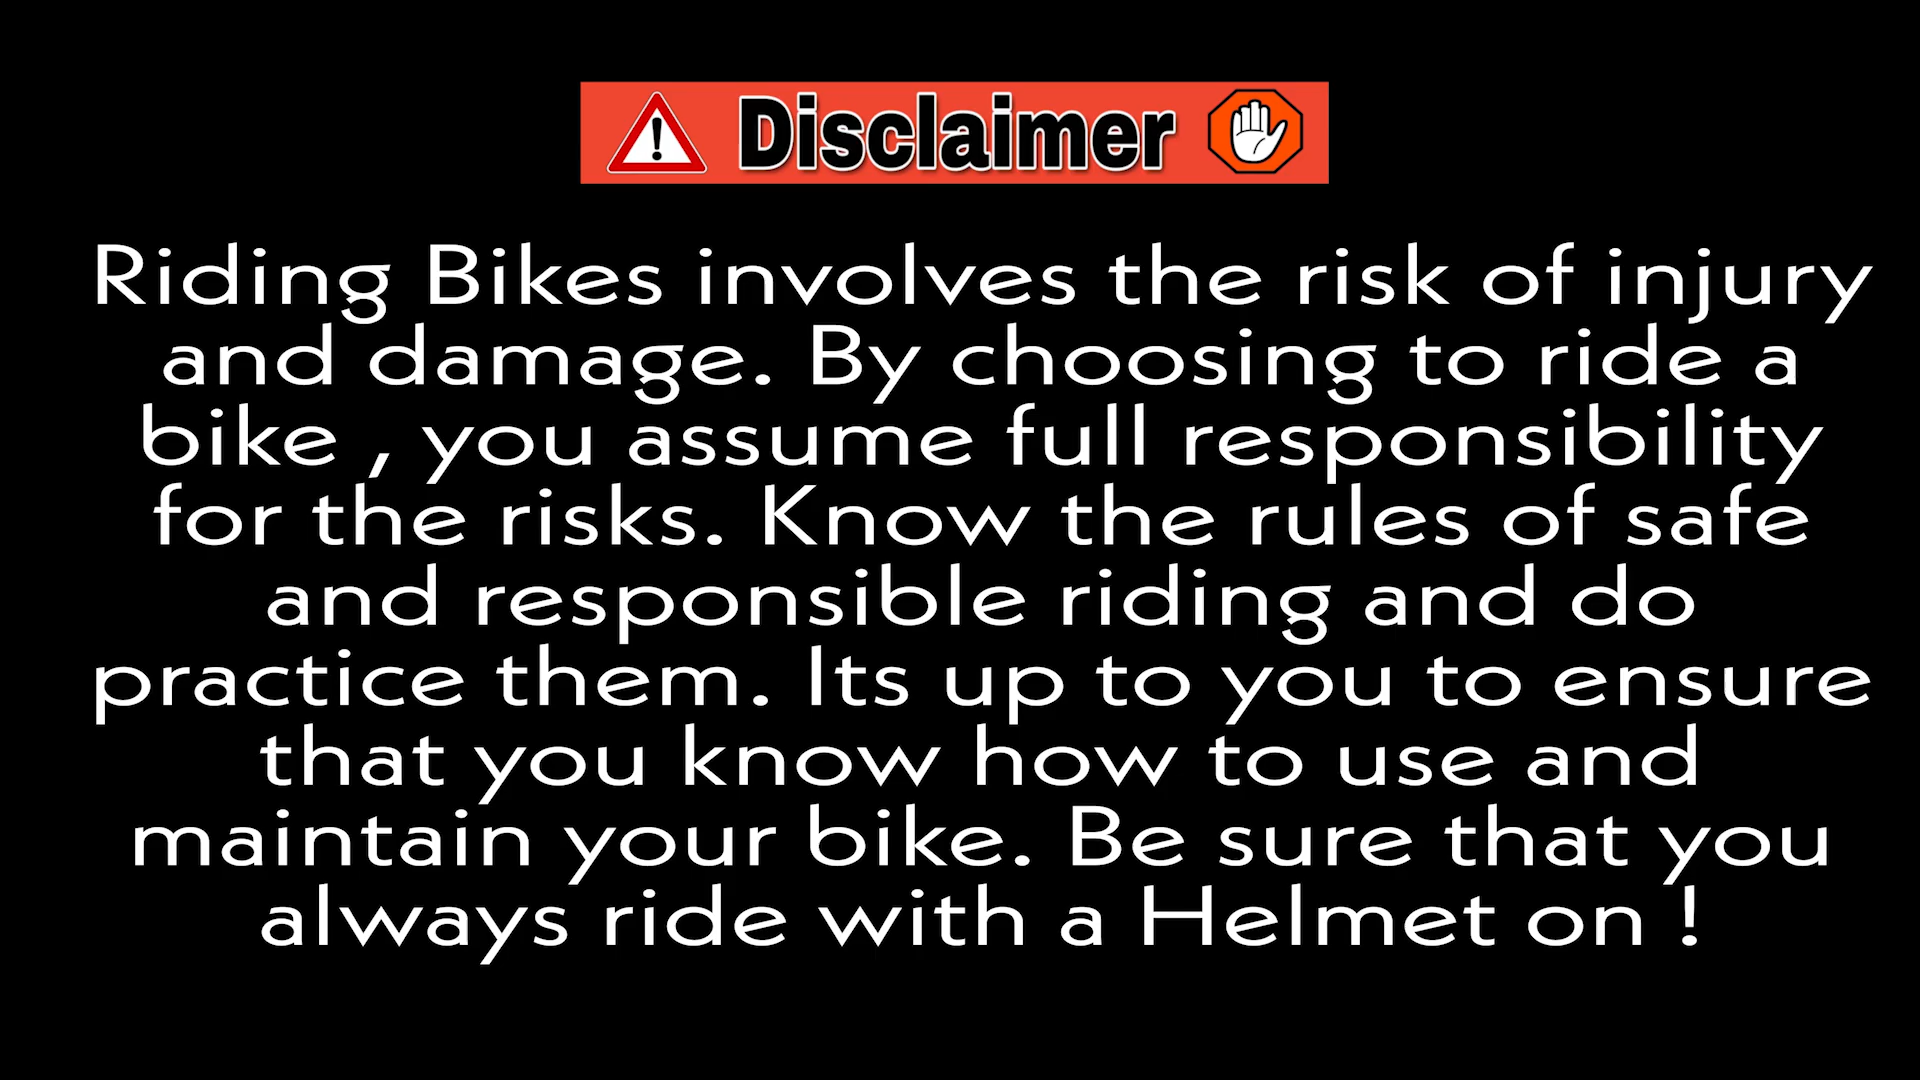 Disclaimer
Riding Bikes involves the risk of injury
and damage. By choosing to ride a
bike , you assume full responsibility
for the risks. Know the rules of safe
and responsible riding and do
practice them. Its up to you to ensure
that you know how to use and
maintain your bike. Be sure that you
always ride with a Helmet on !